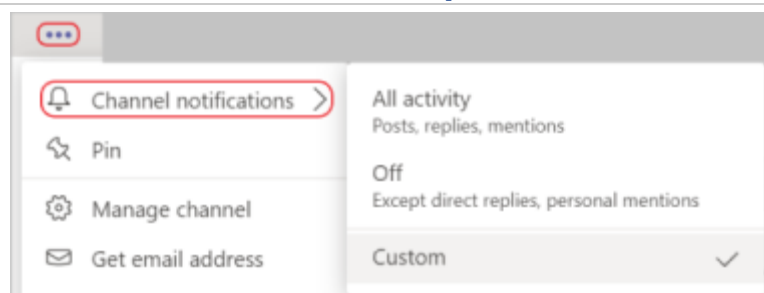 Channel notifications
Pin
Manage channel
Get email address
All activity
Posts, replies, mentions
Off
Except direct replies, personal mentions
Custom